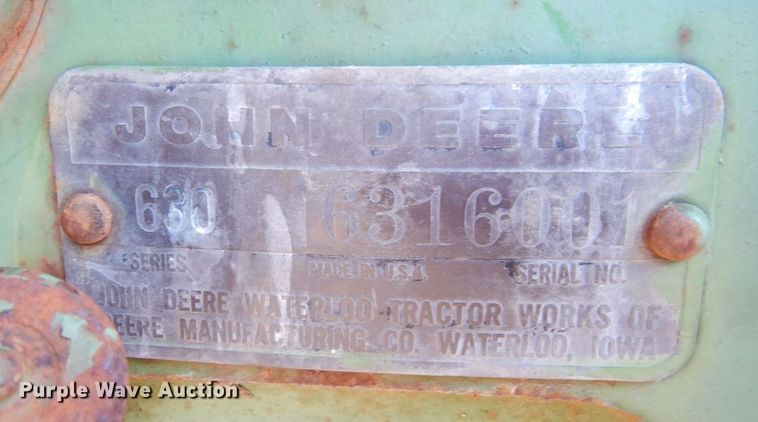 JOHN DEERE
630 6316001
SERIES MADE IN U.S.A. SERIAL NO.
JOHN DEERE WATERLOO TRACTOR WORKS OF
DEERE MANUFACTURING CO. WATERLOO, IOWA
Purple Wave Auction